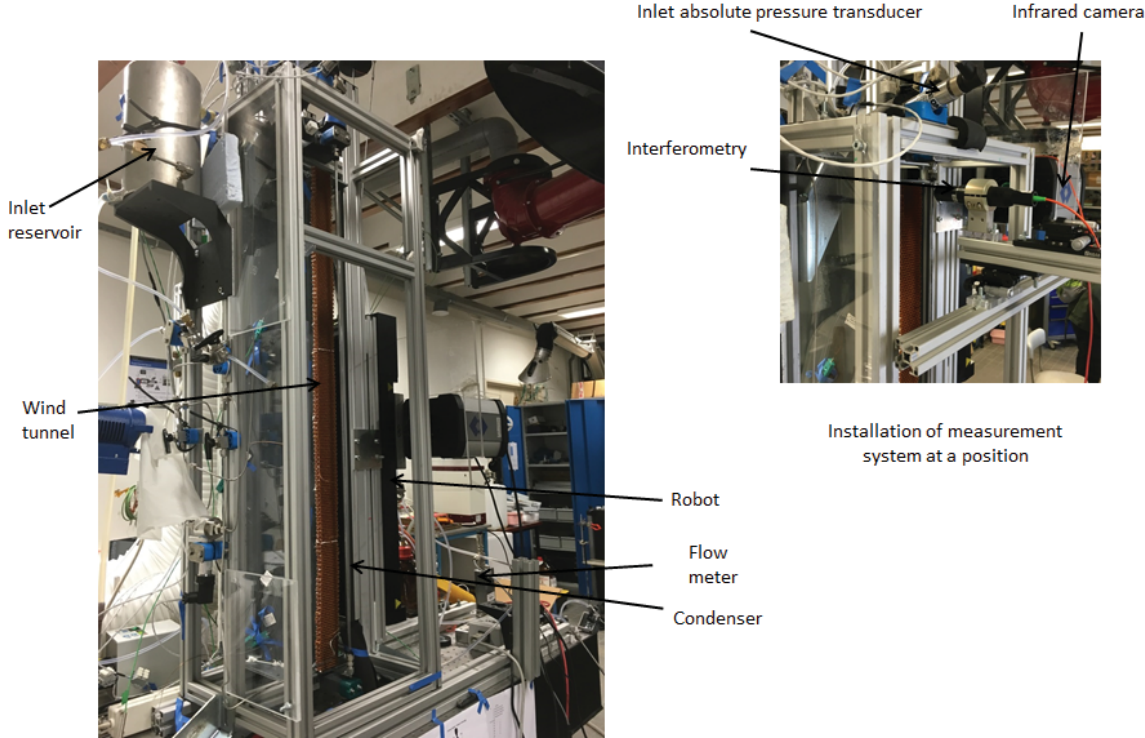 Inlet absolute pressure transducer
Infrared camera
Interferometry
Inlet
reservoir
Wind
tunnel
Installation of measurement
system at a position
Robot
Flow
meter
Condenser